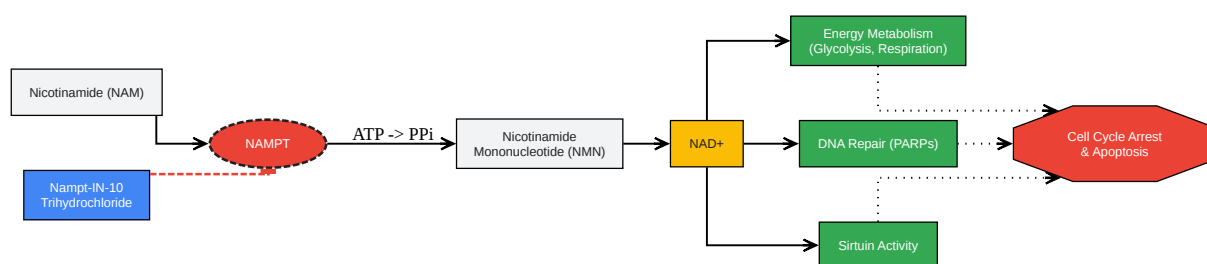 Energy Metabolism
(Glycolysis, Respiration)
Nicotinamide (NAM)
NAMPT
ATP -> PPi
Nicotinamide
Mononucleotide (NMN)
NAD+
DNA Repair (PARPs)
Cell Cycle Arrest
& Apoptosis
Nampt-IN-10
Trihydrochloride
Sirtuin Activity